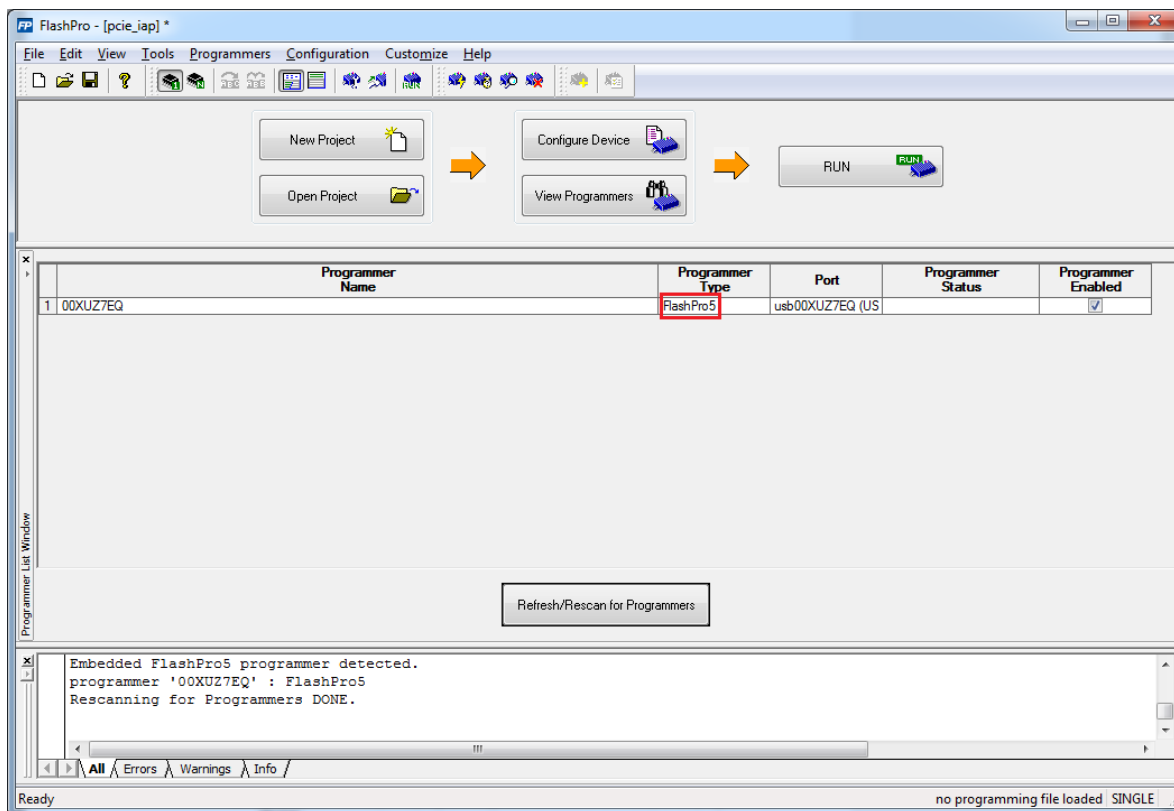 FP FlashPro - [pcie_iap] *
File Edit View Tools Programmers Configuration Customize Help
New Project
Configure Device
RUN
RUN
Open Project
View Programmers
Programmer Name
Programmer Type
Port
Programmer Status
Programmer Enabled
1 00XUZ7EQ FlashPro5 usb00XUZ7EQ (US
Programmer List Window
Refresh/Rescan for Programmers
Embedded FlashPro5 programmer detected.
programmer '00XUZ7EQ' : FlashPro5
Rescanning for Programmers DONE.
All Errors Warnings Info
Ready no programming file loaded SINGLE